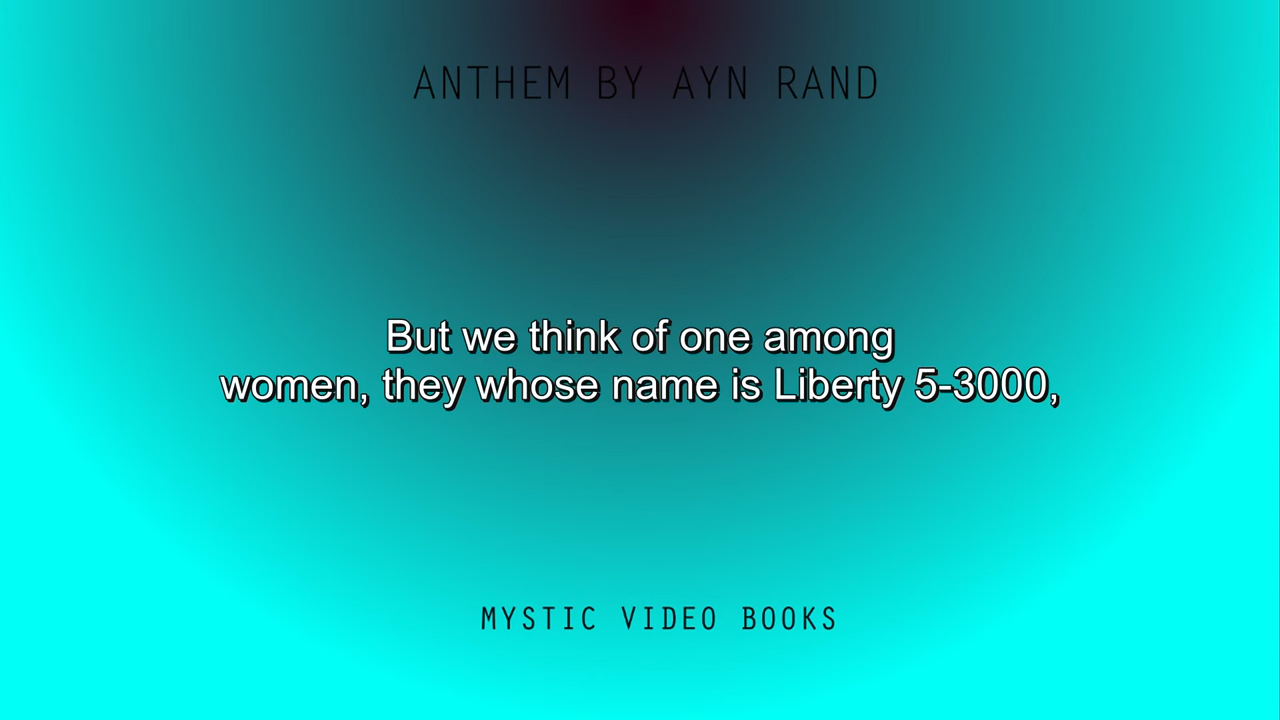 ANTHEM BY AYN RAND
But we think of one among
women, they whose name is Liberty 5-3000,
MYSTIC VIDEO BOOKS